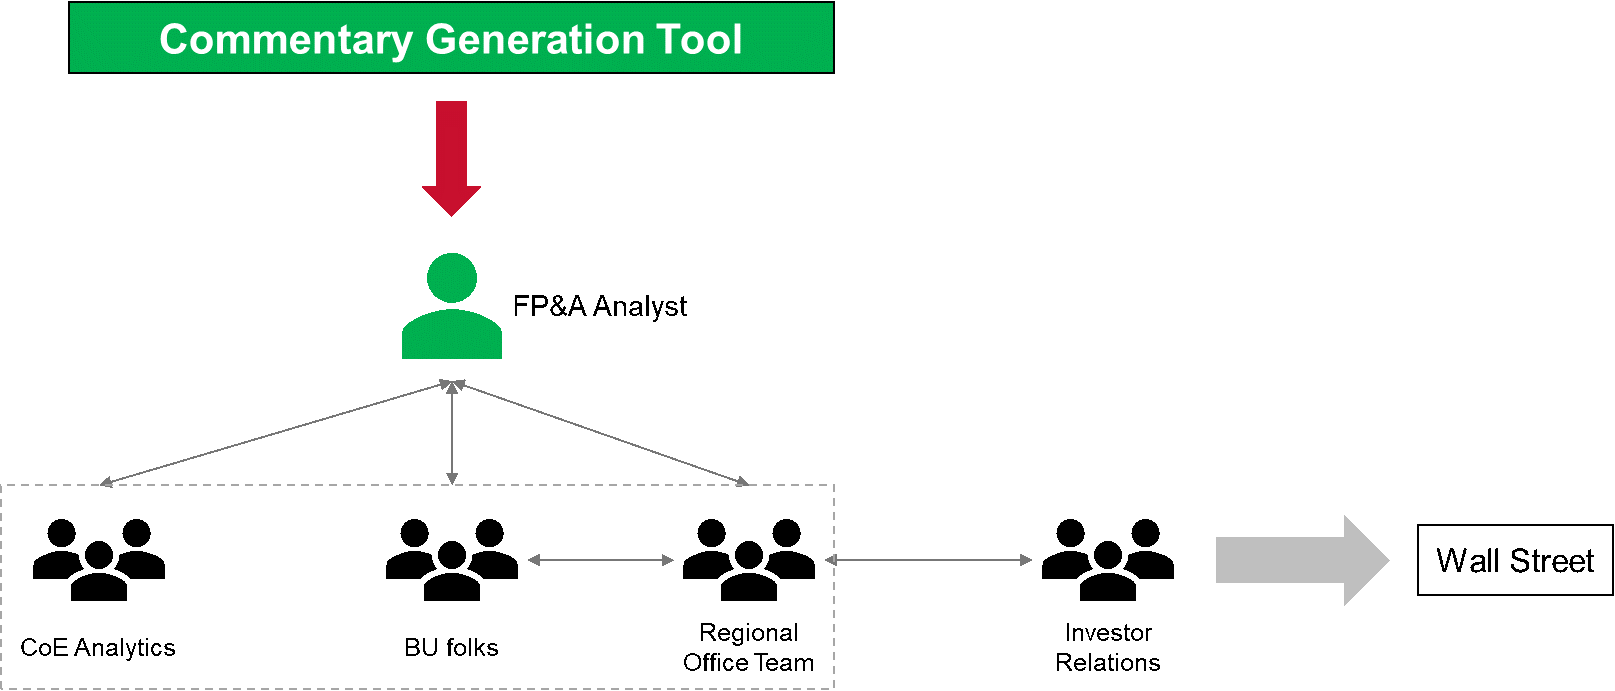 Commentary Generation Tool
FP&A Analyst
CoE Analytics
BU folks
Regional
Office Team
Investor
Relations
Wall Street